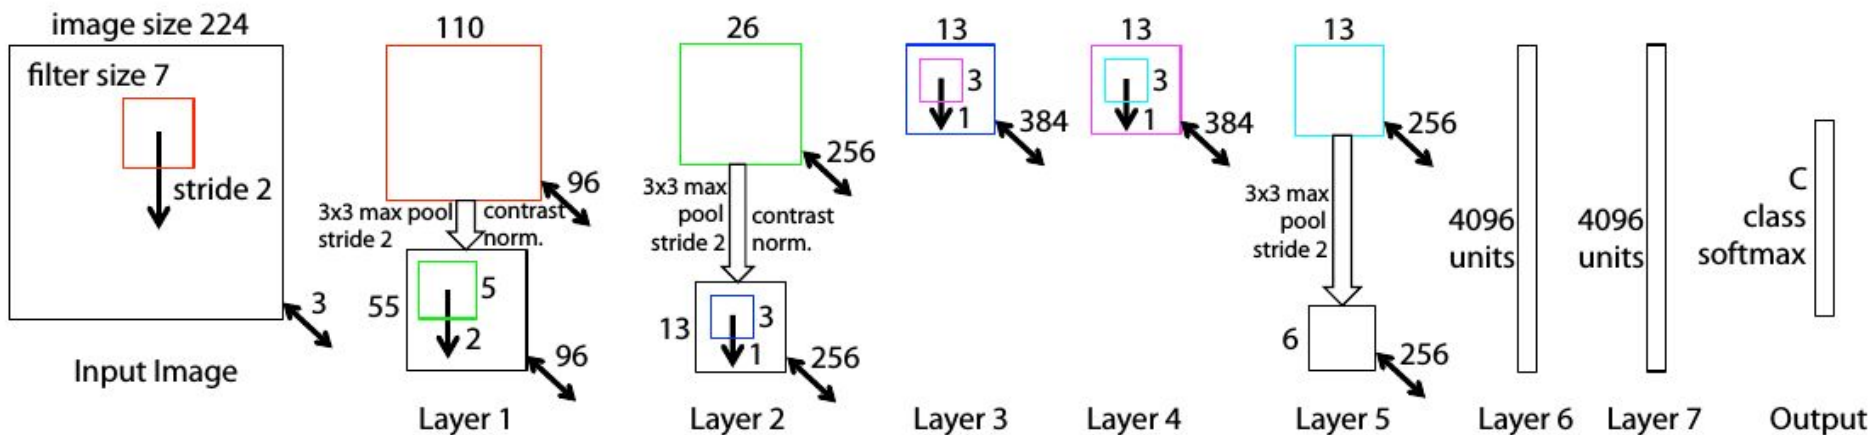 image size 224
filter size 7
stride 2
3
Input Image
110
96
3x3 max pool
stride 2
contrast
norm.
55
5
2
96
Layer 1
26
256
3x3 max
pool
stride 2
contrast
norm.
13
3
1
256
Layer 2
13
3
1
384
Layer 3
13
3
1
384
Layer 4
13
256
3x3 max
pool
stride 2
6
256
Layer 5
4096
units
Layer 6
4096
units
Layer 7
C
class
softmax
Output